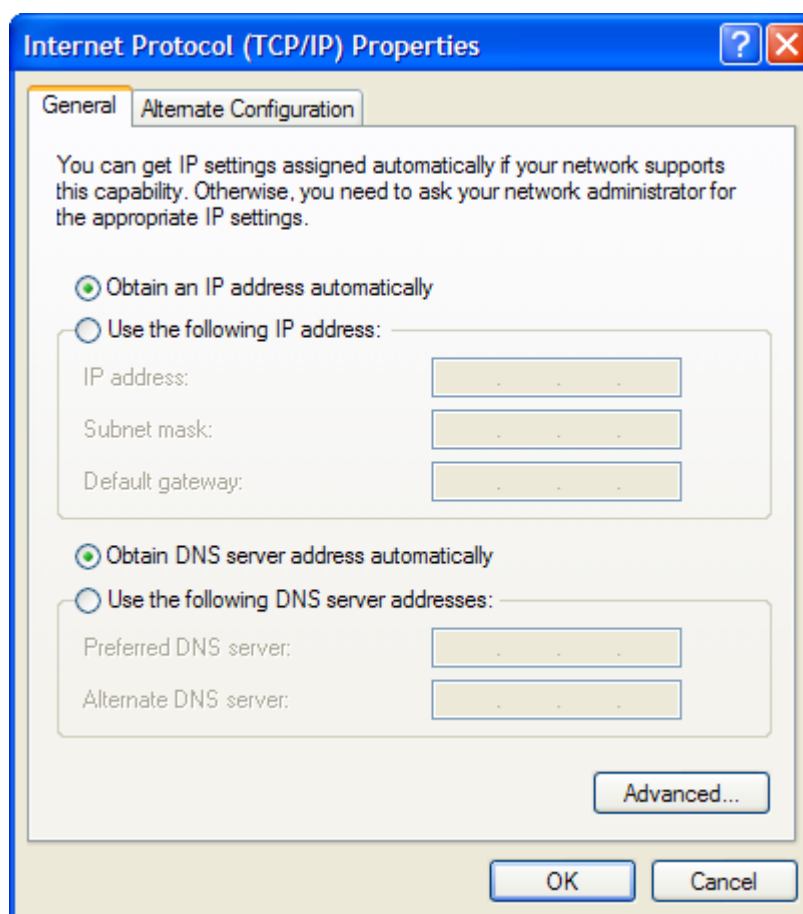 Internet Protocol (TCP/IP) Properties
General
Alternate Configuration
You can get IP settings assigned automatically if your network supports
this capability. Otherwise, you need to ask your network administrator for
the appropriate IP settings.
Obtain an IP address automatically
Use the following IP address:
IP address:
Subnet mask:
Default gateway:
Obtain DNS server address automatically
Use the following DNS server addresses:
Preferred DNS server:
Alternate DNS server:
Advanced...
OK
Cancel